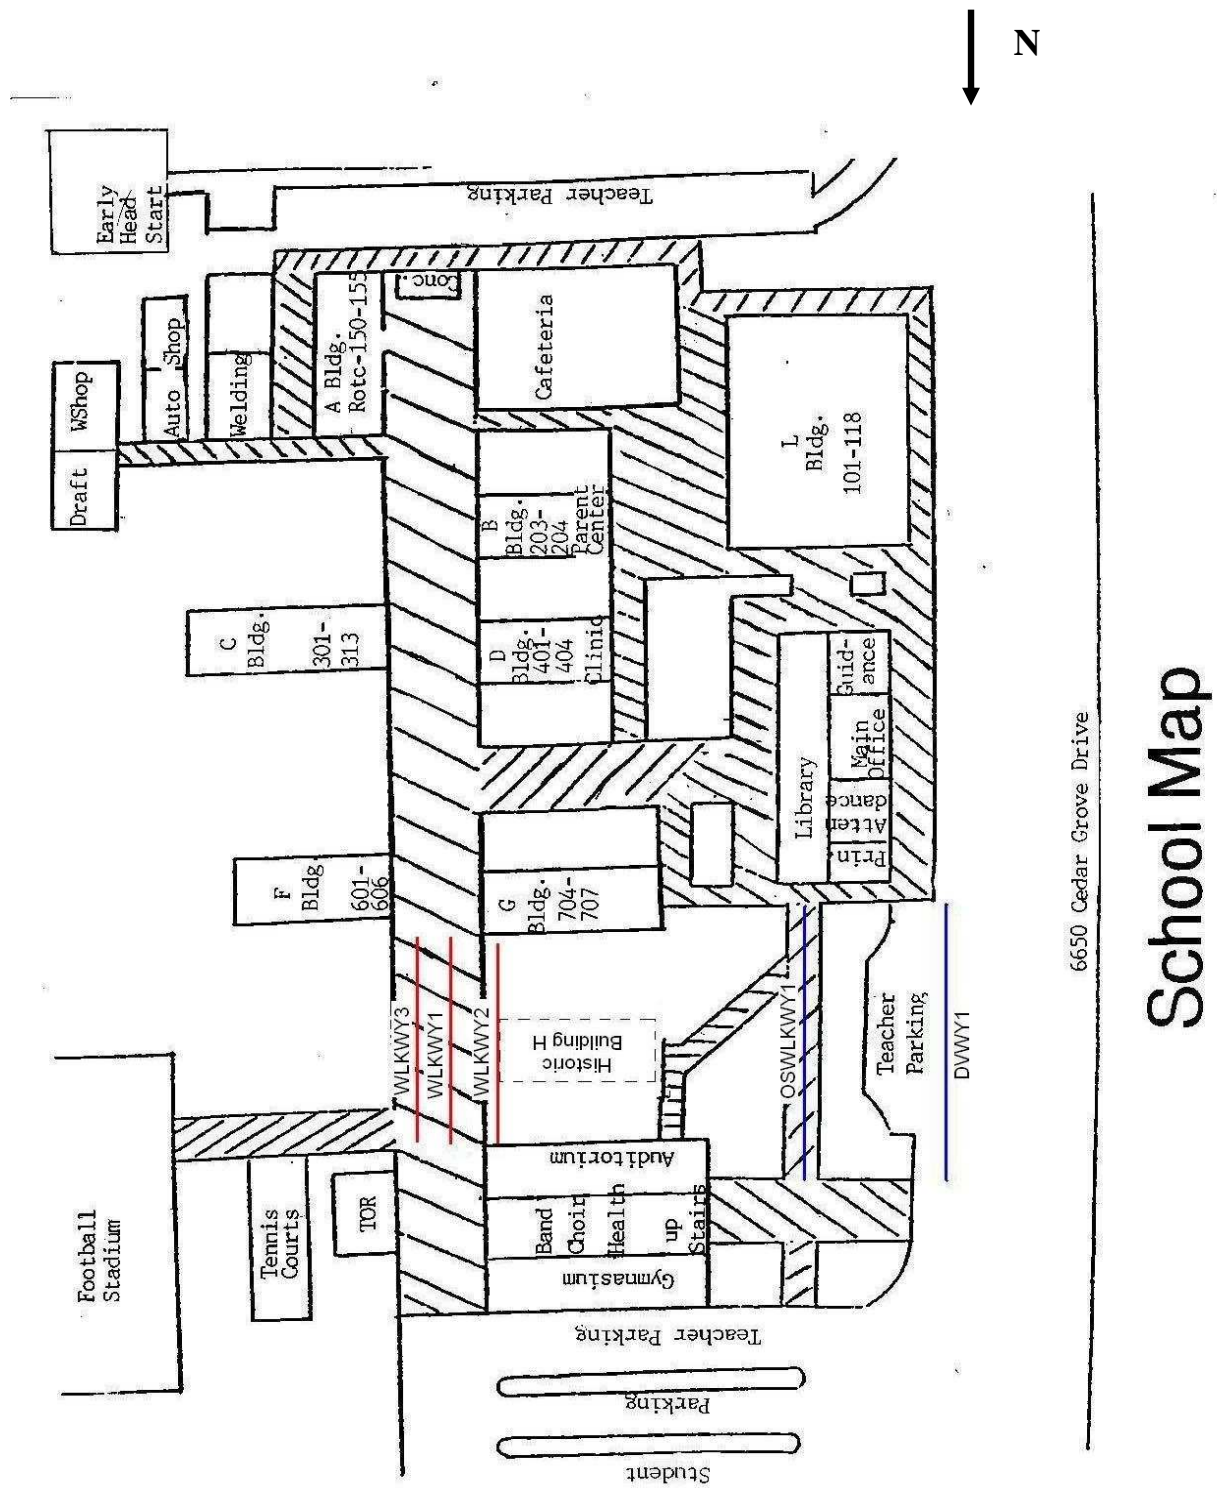 N
Early
Head
Start
Teacher Parking
WShop
Draft
Auto Shop
Welding
A Bldg.
Rotc-150-155
Conc.
Cafeteria
L
Bldg.
101-118
B
Bldg.
203-
204
Parent
Center
C
Bldg.
301-
313
D
Bldg.
401-
404
Clinic
Guid-
ance
Main
Office
Library
Atten
dance
Prin.
F
Bldg.
601-
606
G
Bldg.
704-
707
WLKWY3
WLKWY1
WLKWY2
Historic
Building H
OSWLKWY1
Teacher
Parking
DVWY1
Football
Stadium
Tennis
Courts
TOR
Auditorium
Band
Choir
Health
up
Stairs
Gymnasium
Teacher Parking
Parking
Student
6650 Cedar Grove Drive
School Map